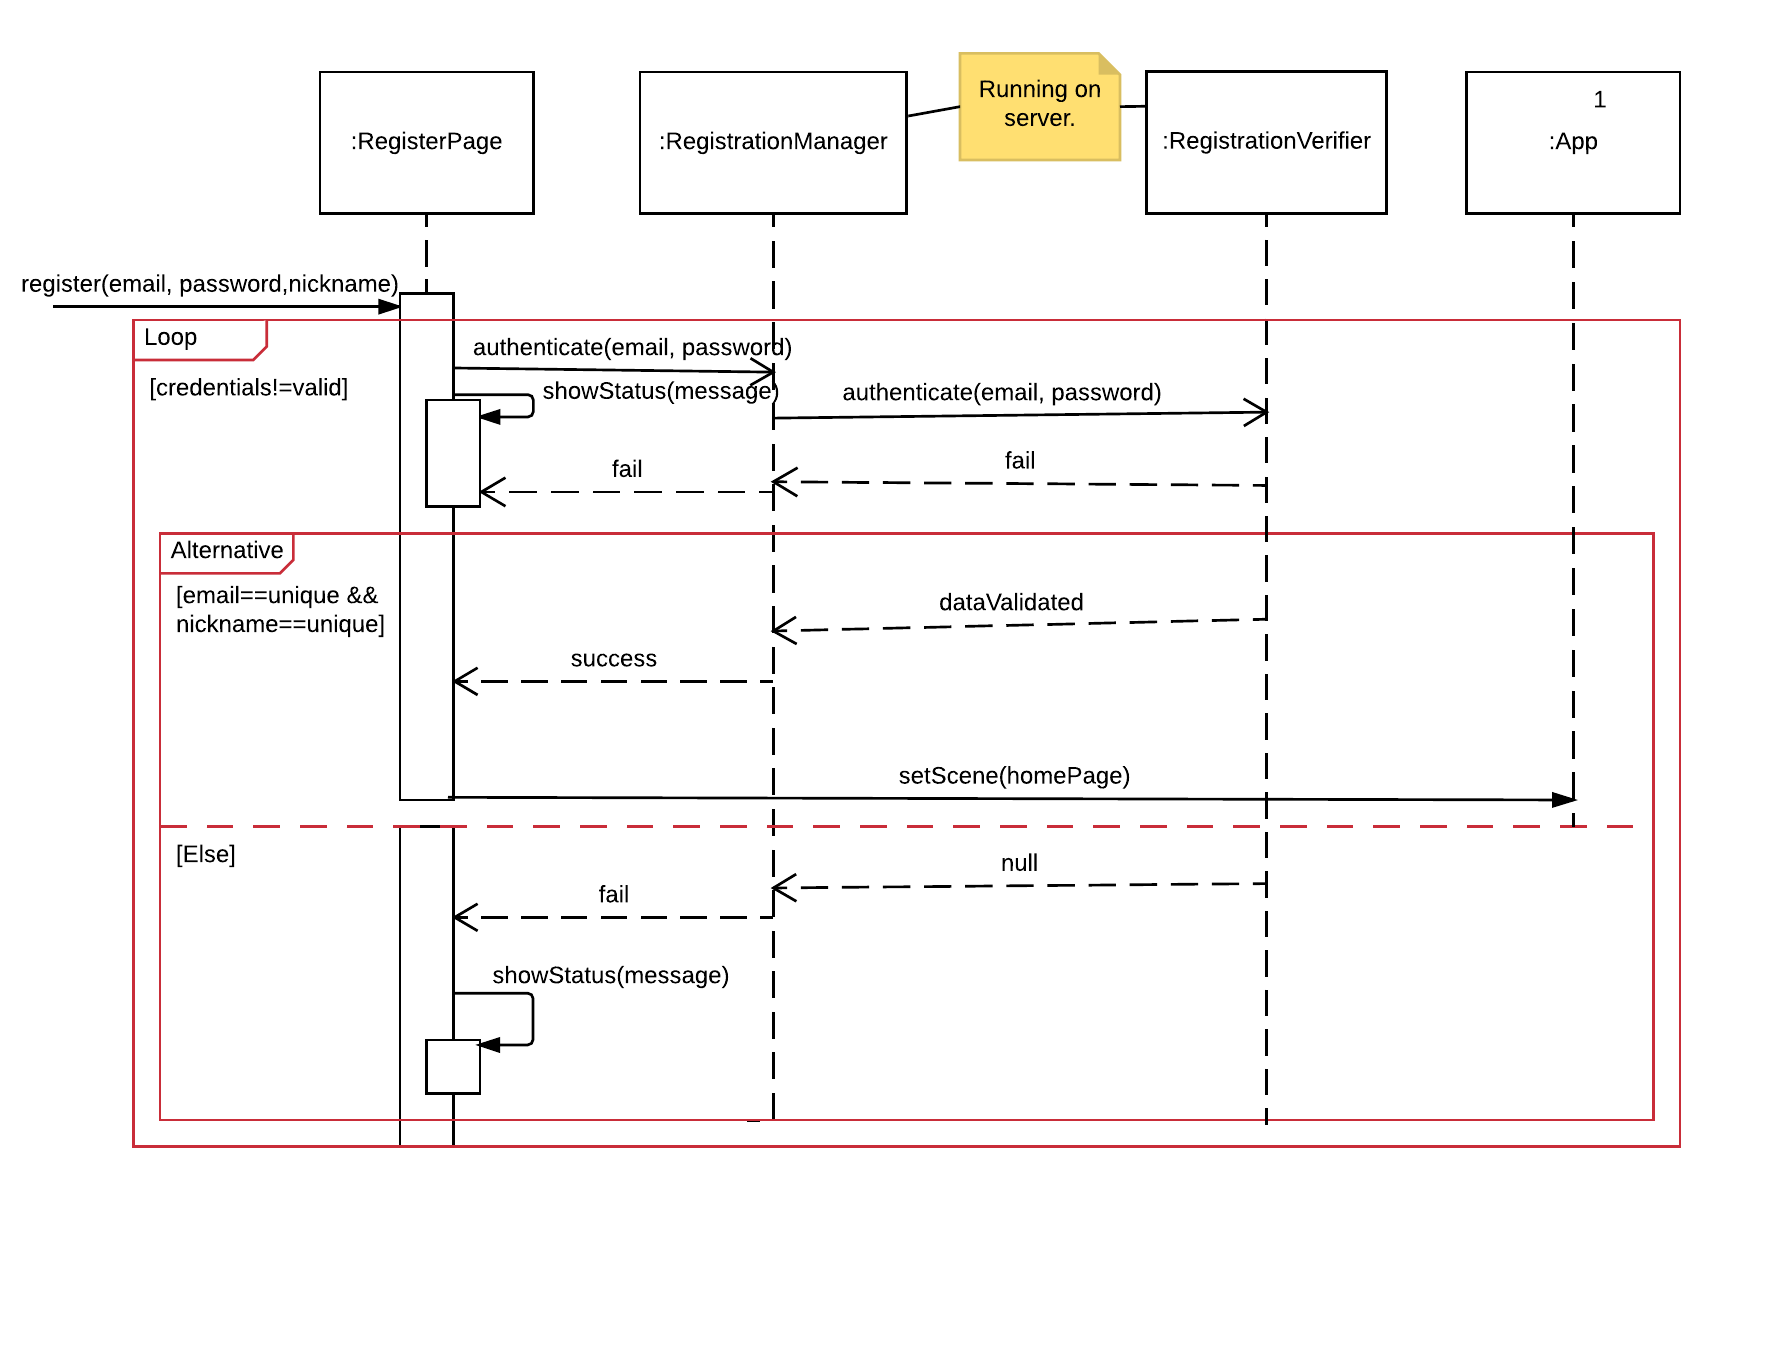 :RegisterPage
:RegistrationManager
Running on
server.
:RegistrationVerifier
1
:App
register(email, password,nickname)
Loop
[credentials!=valid]
authenticate(email, password)
showStatus(message)
authenticate(email, password)
fail
fail
Alternative
[email==unique &&
nickname==unique]
dataValidated
success
setScene(homePage)
[Else]
null
fail
showStatus(message)